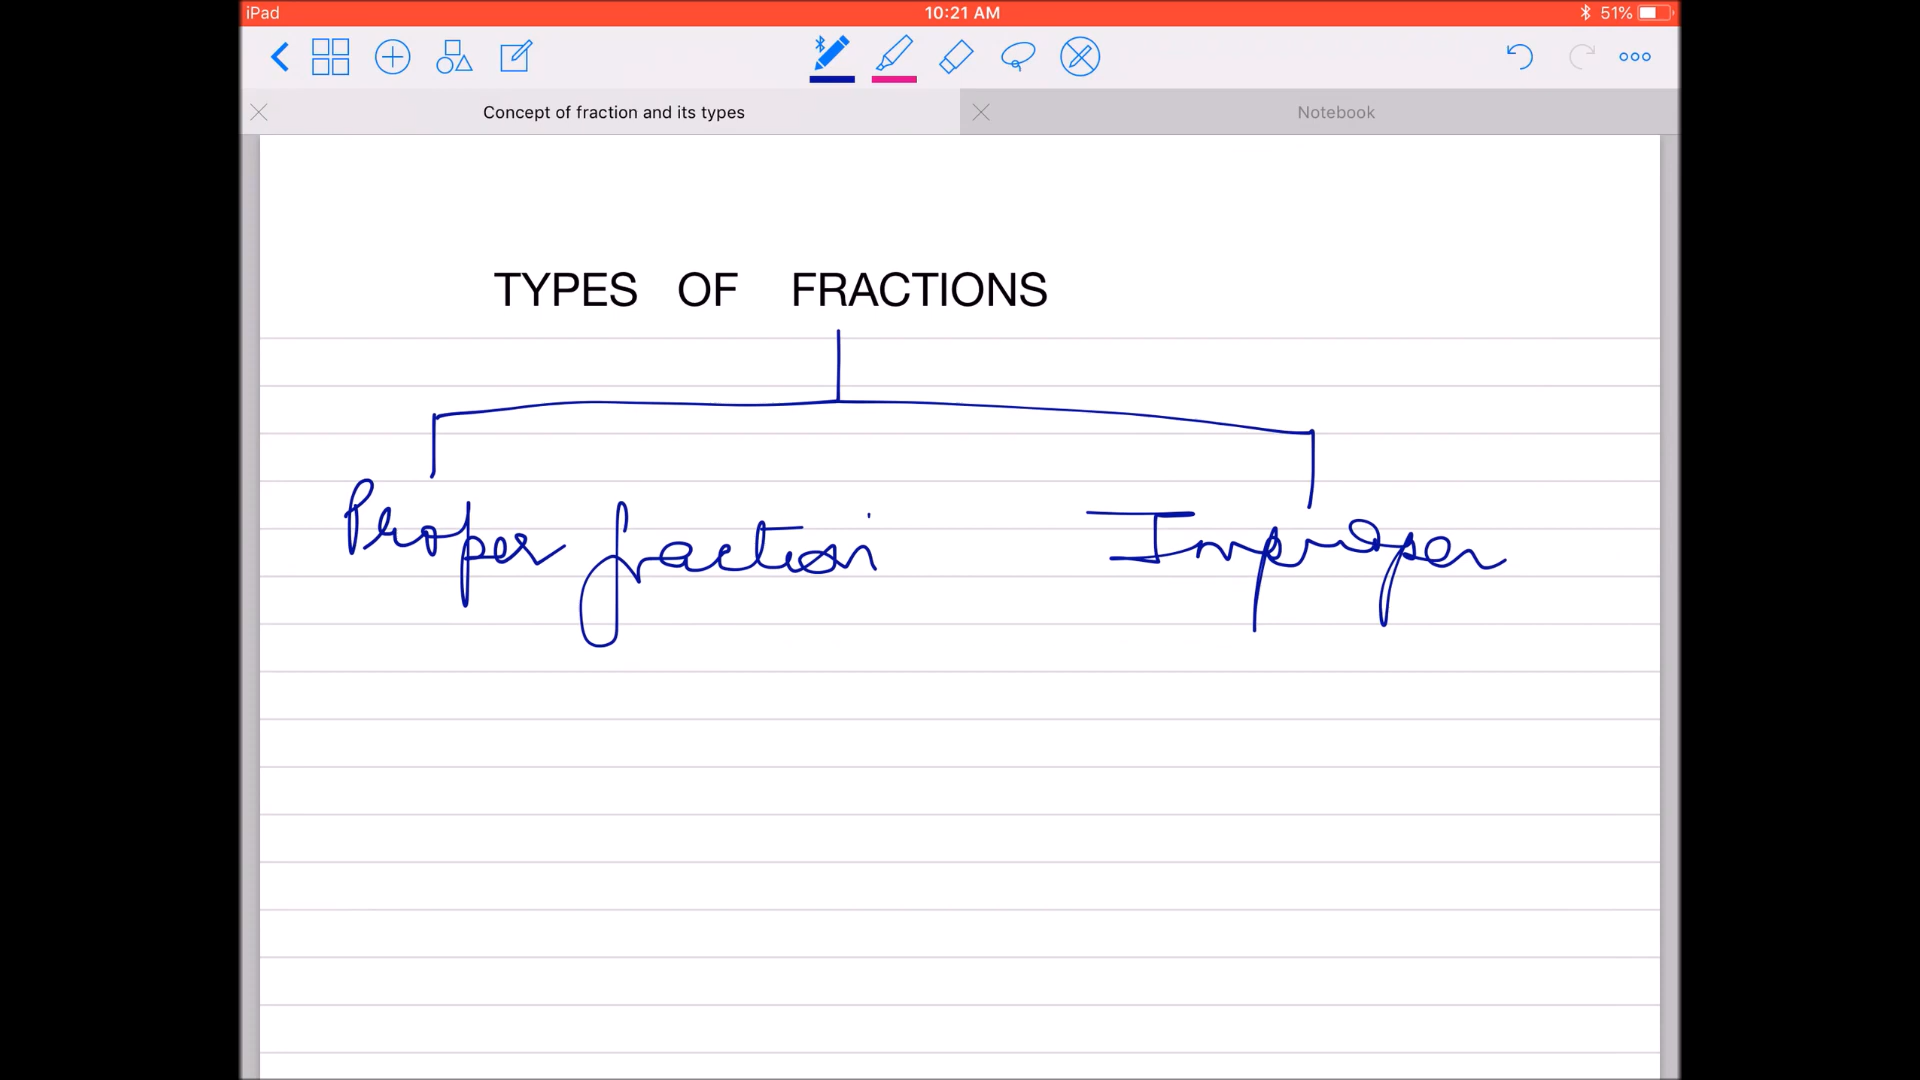 iPad 10:21 AM 51%
Concept of fraction and its types Notebook
TYPES OF FRACTIONS
Proper fraction Improper